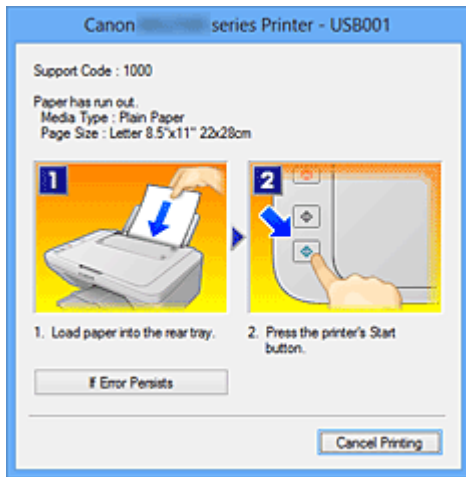 Canon series Printer - USB001
Support Code : 1000
Paper has run out.
Media Type : Plain Paper
Page Size : Letter 8.5"x11" 22x28cm
1
2
1. Load paper into the rear tray.
2. Press the printer's Start
button.
If Error Persists
Cancel Printing